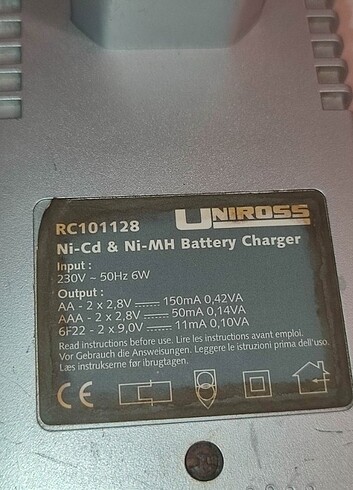 UNIROSS
RC101128
Ni-Cd & Ni-MH Battery Charger
Input :
230V ~ 50Hz 6W
Output :
AA - 2 x 2,8V 150mA 0,42VA
AAA - 2 x 2,8V 50mA 0,14VA
6F22 - 2 x 9,0V 11mA 0,10VA
Read instructions before use. Lire les instructions avant emploi.
Vor Gebrauch die Answeisungen. Leggere le istruzioni prima dell'uso.
Læs instrukserne før ibrugtagen.
CE